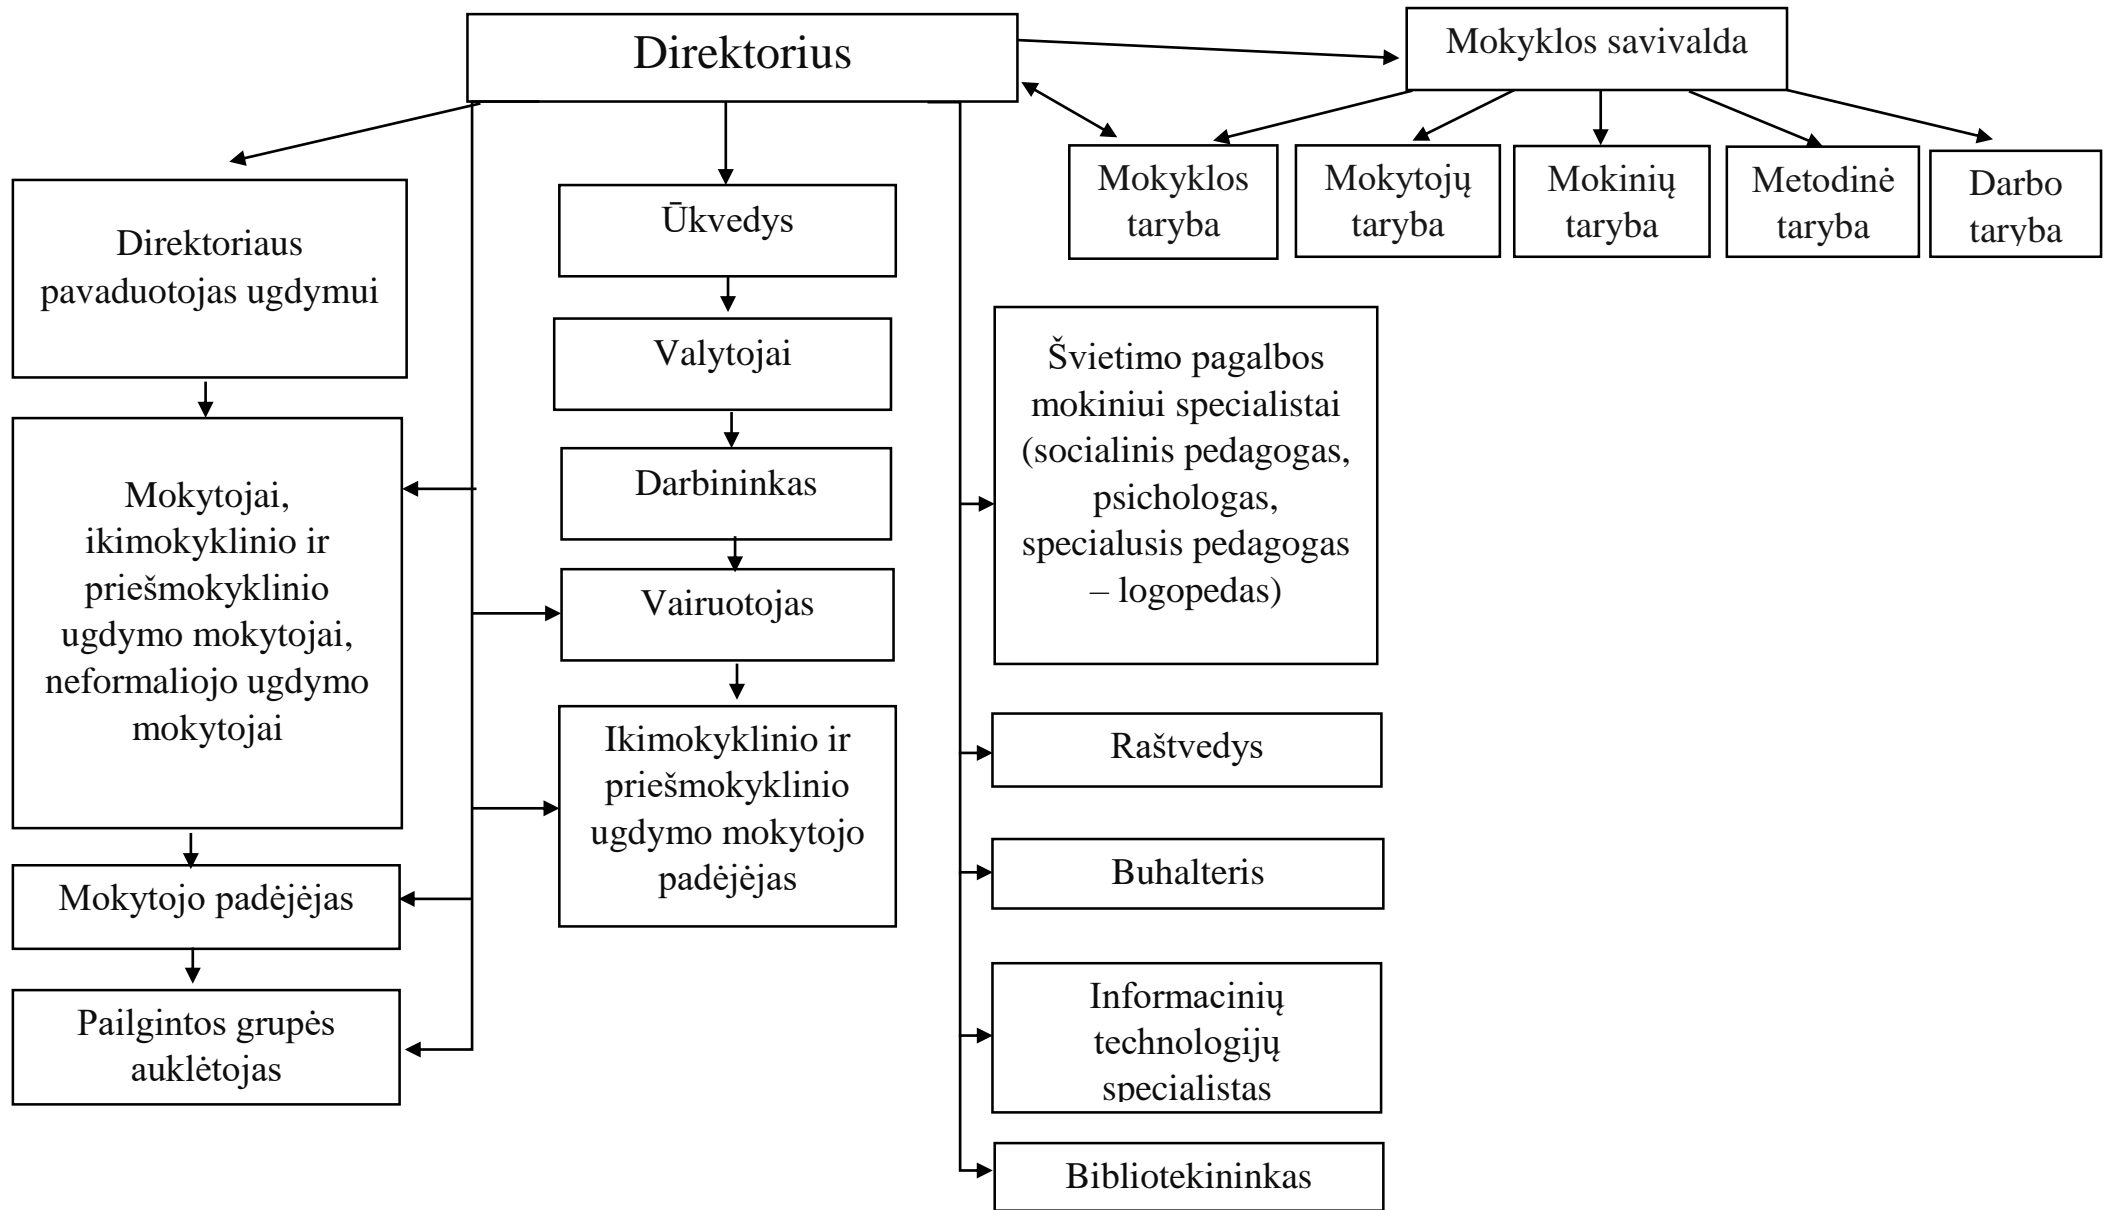 Direktorius
Mokyklos savivalda
Mokyklos
taryba
Mokytojų
taryba
Mokinių
taryba
Metodinė
taryba
Darbo
taryba
Direktoriaus
pavaduotojas ugdymui
Mokytojai,
ikimokyklinio ir
priešmokyklinio
ugdymo mokytojai,
neformaliojo ugdymo
mokytojai
Mokytojo padėjėjas
Pailgintos grupės
auklėtojas
Ūkvedys
Valytojai
Darbininkas
Vairuotojas
Ikimokyklinio ir
priešmokyklinio
ugdymo mokytojo
padėjėjas
Švietimo pagalbos
mokiniui specialistai
(socialinis pedagogas,
psichologas,
specialusis pedagogas
– logopedas)
Raštvedys
Buhalteris
Informacinių
technologijų
specialistas
Bibliotekininkas